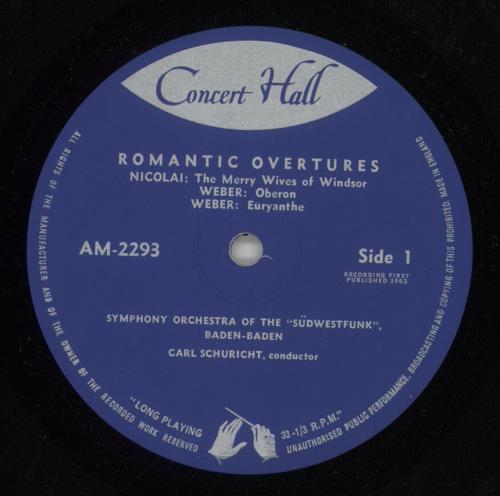 Concert Hall
ROMANTIC OVERTURES
NICOLAI: The Merry Wives of Windsor
WEBER: Oberon
WEBER: Euryanthe
AM-2293
Side 1
RECORDING FIRST
PUBLISHED 1963
SYMPHONY ORCHESTRA OF THE "SÜDWESTFUNK",
BADEN-BADEN
CARL SCHURICHT, conductor
"LONG PLAYING
33-1/3 R.P.M."
ALL RIGHTS OF THE MANUFACTURER AND OF THE OWNER OF THE RECORDED WORK RESERVED
UNAUTHORISED PUBLIC PERFORMANCE, BROADCASTING AND COPYING OF THIS PROHIBITED. MADE IN ENGLAND